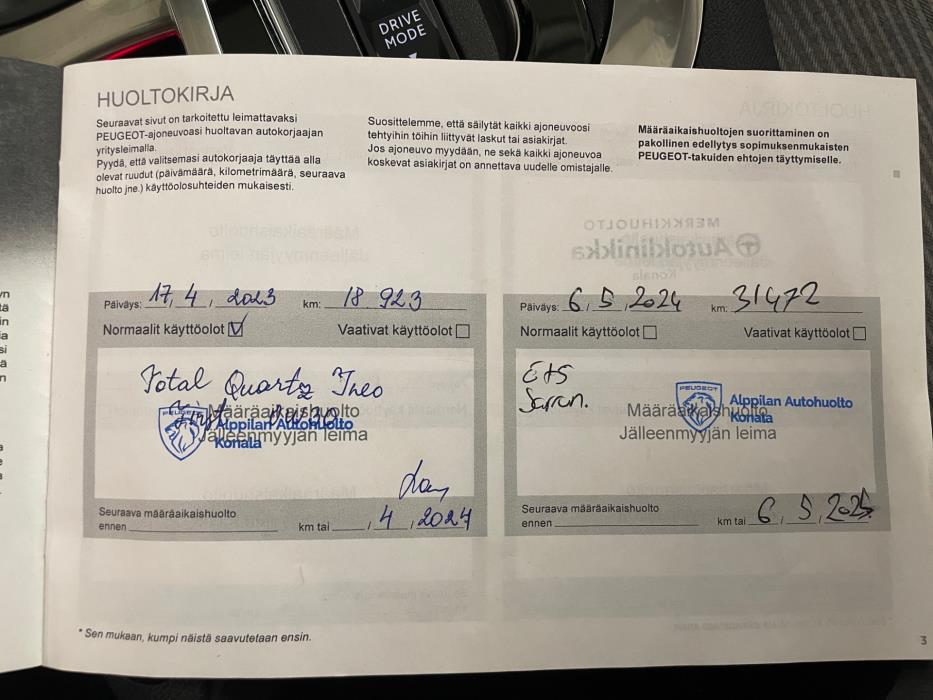 DRIVE
MODE
HUOLTOKIRJA
Seuraavat sivut on tarkoitettu leimattavaksi
PEUGEOT-ajoneuvoasi huoltavan autokorjaajan
yritysleimalla.
Pyydä, että valitsemasi autokorjaaja täyttää alla
olevat ruudut (päivämäärä, kilometrimäärä, seuraava
huolto jne.) käyttöolosuhteiden mukaisesti.
Suosittelemme, että säilytät kaikki ajoneuvoosi
tehtyihin töihin liittyvät laskut tai asiakirjat.
Jos ajoneuvo myydään, ne sekä kaikki ajoneuvoa
koskevat asiakirjat on annettava uudelle omistajalle.
Määräaikaishuoltojen suorittaminen on
pakollinen edellytys sopimuksenmukaisten
PEUGEOT-takuiden ehtojen täyttymiselle.
Päiväys: 17, 4, 2023 km: 18 923
Normaalit käyttöolot Vaativat käyttöolot
Total Quartz Ineo
First
PEUGEOT
Määräaikaishuolto
Alppilan Autohuolto
Jälleenmyyjän leima
Konala
Seuraava määräaikaishuolto
ennen km tai / 4, 2024
Päiväys: 6, 5, 2024 km: 31472
Normaalit käyttöolot Vaativat käyttöolot
PEUGEOT
Alppilan Autohuolto
Määräaikaishuolto
Konala
Jälleenmyyjän leima
Seuraava määräaikaishuolto
ennen km tai 6, 5, 2025
* Sen mukaan, kumpi näistä saavutetaan ensin.
3
MERKKIHUOLTO
Autoklinikka
Konala